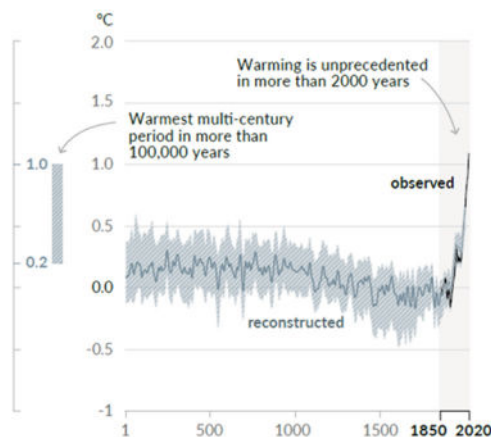 °C
2.0
Warming is unprecedented
in more than 2000 years
1.5
Warmest multi-century
period in more than
100,000 years
1.0
1.0
observed
0.5
0.2
0.0
reconstructed
-0.5
-1
1
500
1000
1500
1850
2020